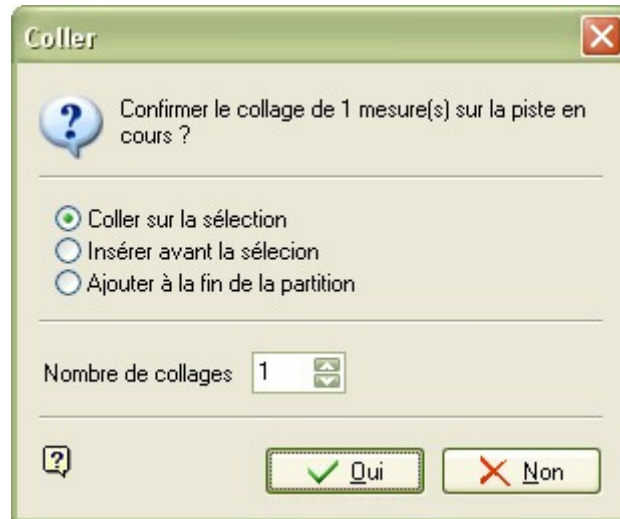 Coller
Confirmer le collage de 1 mesure(s) sur la piste en
cours ?
Coller sur la sélection
Insérer avant la sélecion
Ajouter à la fin de la partition
Nombre de collages 1
? Oui Non